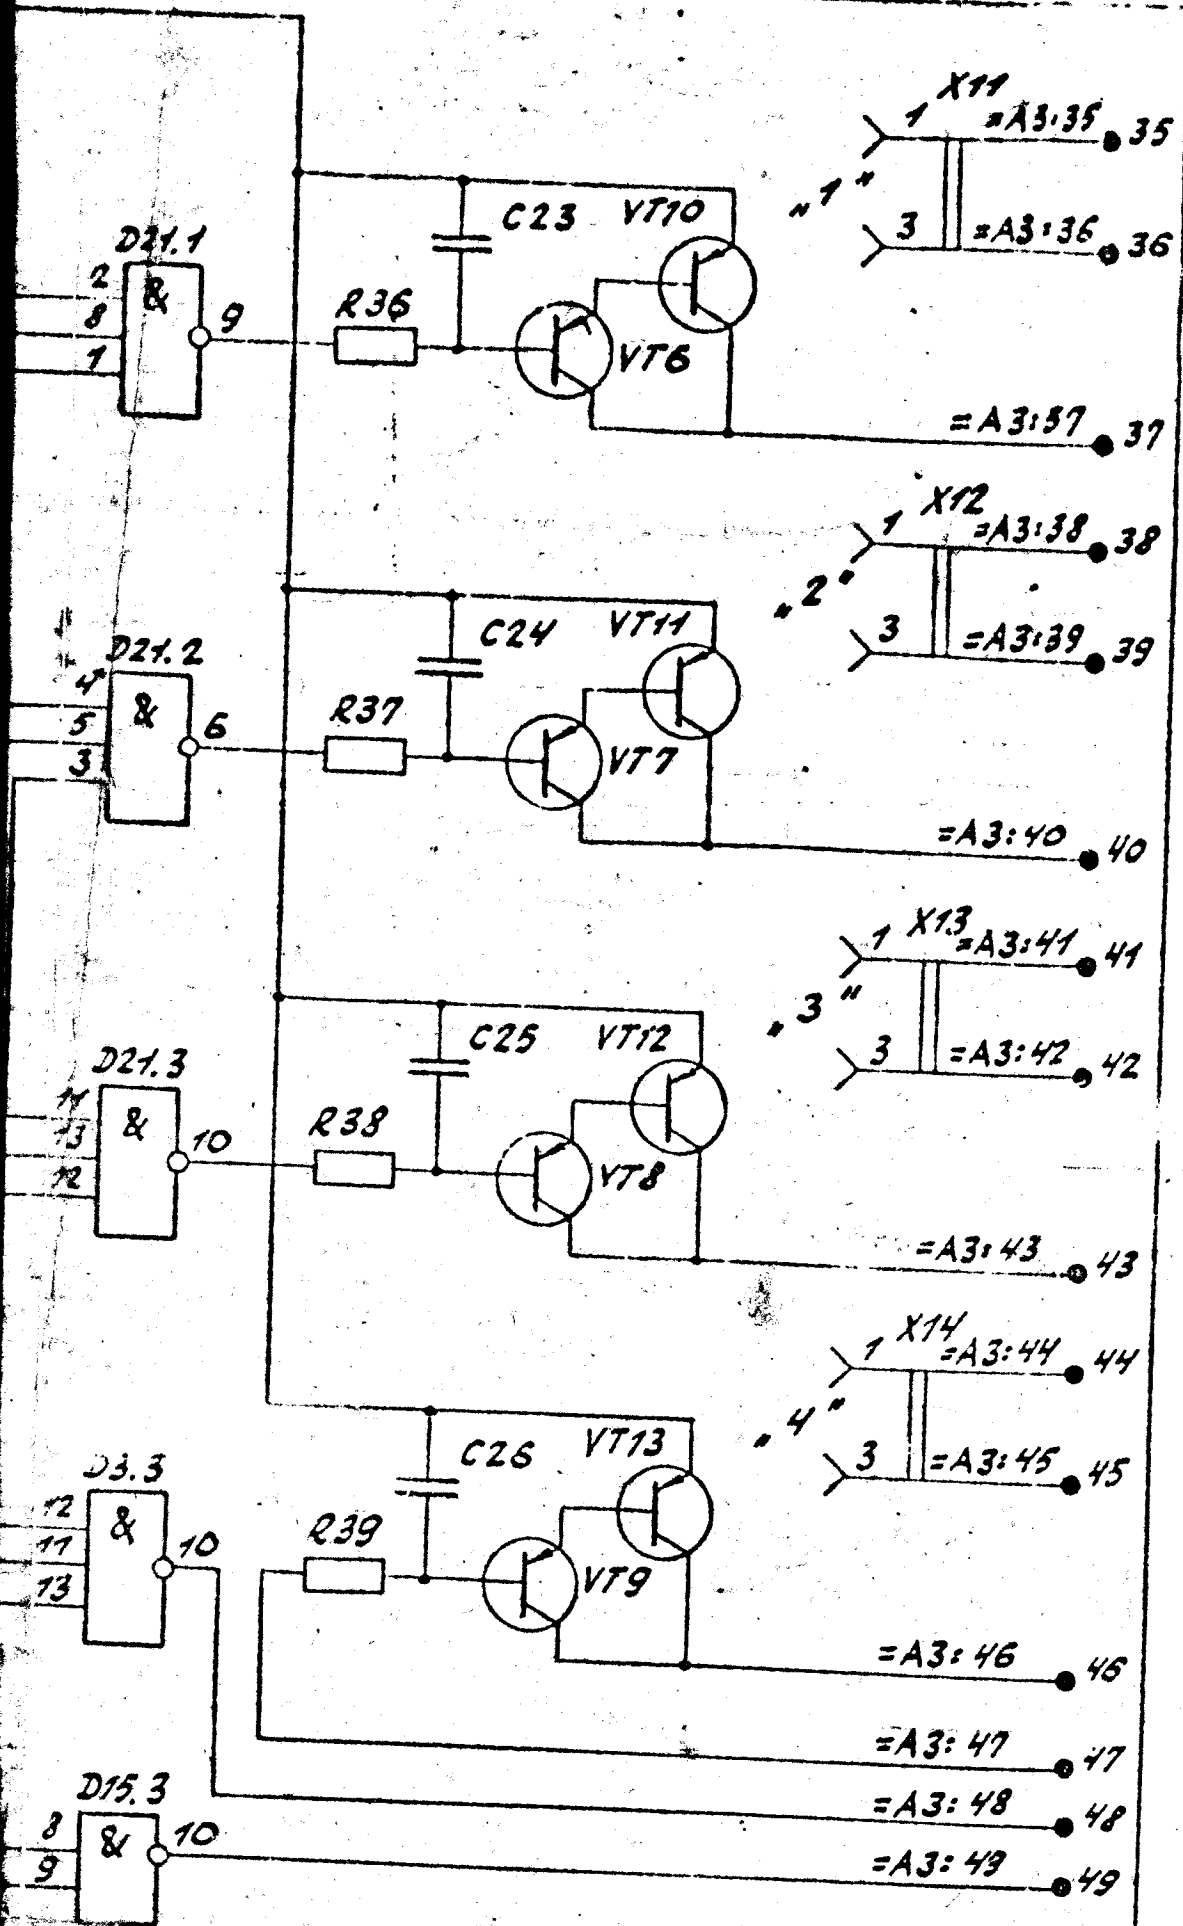 X11
1 =A3:35 35
„1"
3 =A3:36 36
C23 VT10
D21.1
2 &
8 9
1
R36
VT6
=A3:37 37
X12
1 =A3:38 38
„2"
3 =A3:39 39
C24 VT11
D21.2
4 &
5 6
3
R37
VT7
=A3:40 40
X13
1 =A3:41 41
„3"
3 =A3:42 42
C25 VT12
D21.3
11 &
13 10
12
R38
VT8
=A3:43 43
X14
1 =A3:44 44
„4"
3 =A3:45 45
C26 VT13
D3.3
12 &
11 10
13
R39
VT9
=A3:46 46
=A3:47 47
=A3:48 48
D15.3
8 & 10
9
=A3:49 49